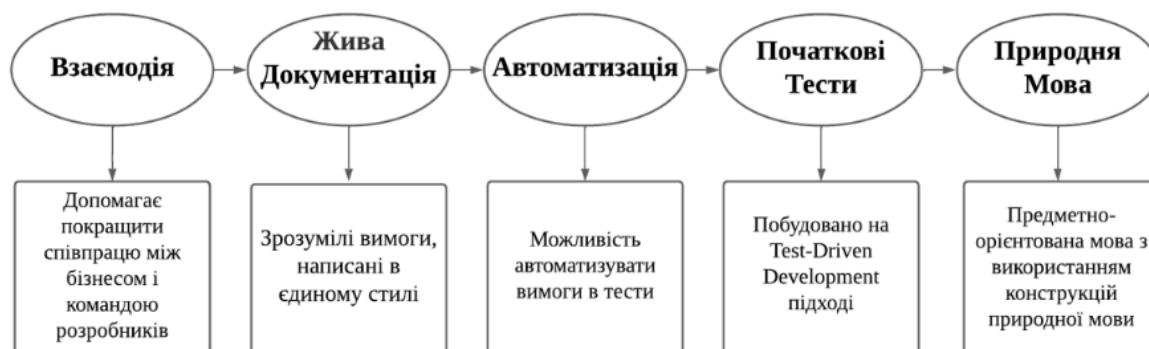 Взаємодія
Жива
Документація
Автоматизація
Початкові
Тести
Природня
Мова
Допомагає
покращити
співпрацю між
бізнесом і
командою
розробників
Зрозумілі вимоги,
написані в
єдиному стилі
Можливість
автоматизувати
вимоги в тести
Побудовано на
Test-Driven
Development
підході
Предметно-
орієнтована мова з
використанням
конструкцій
природної мови